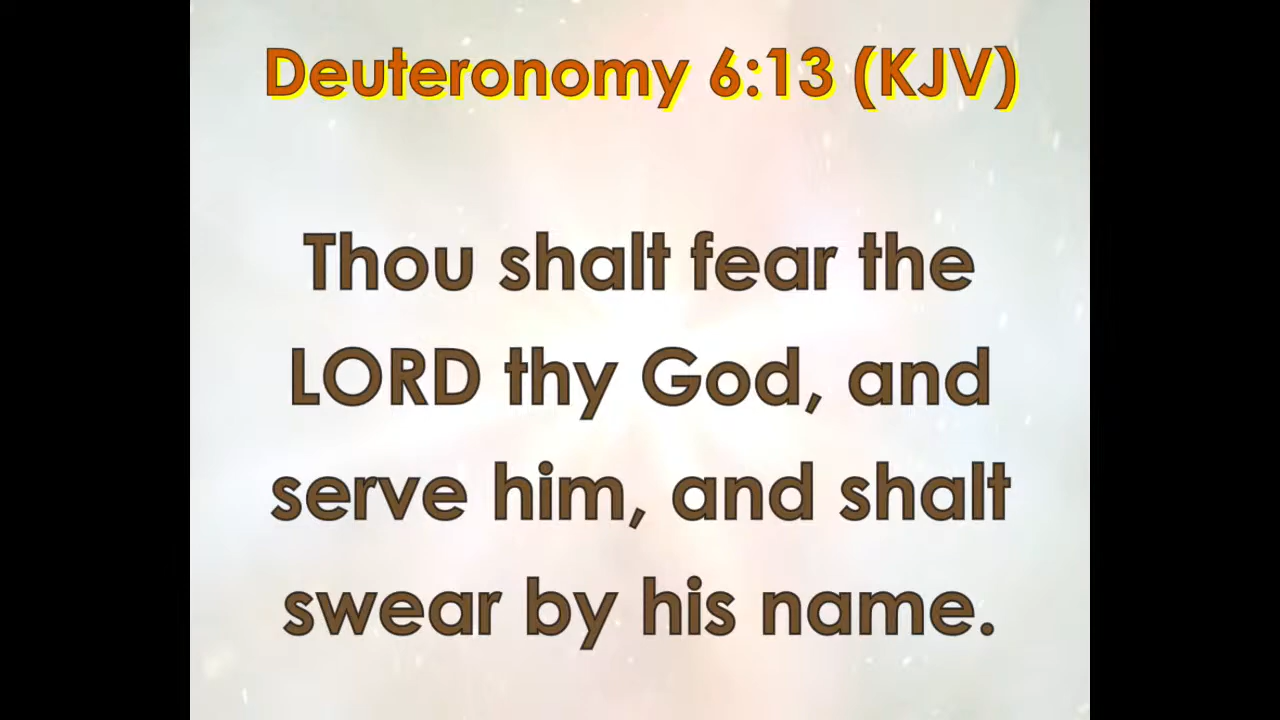 Deuteronomy 6:13 (KJV)
Thou shalt fear the
LORD thy God, and
serve him, and shalt
swear by his name.